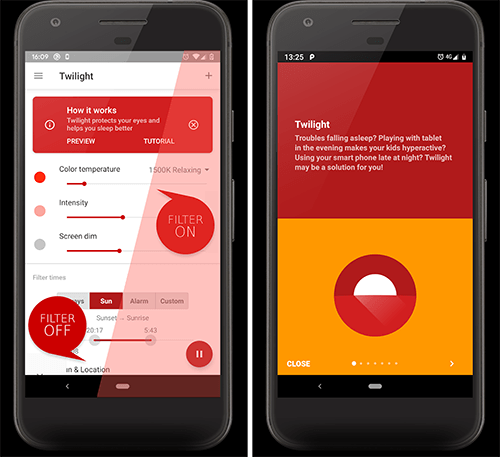 16:09
Twilight
How it works
Twilight protects your eyes and
helps you sleep better
PREVIEW TUTORIAL
Color temperature 1500K Relaxing
Intensity
FILTER
ON
Screen dim
Filter times
Sun Alarm Custom
FILTER
OFF
Sunset - Sunrise
20:17 5:43
n & Location
13:25 P 4G
Twilight
Troubles falling asleep? Playing with tablet
in the evening makes your kids hyperactive?
Using your smart phone late at night? Twilight
may be a solution for you!
CLOSE